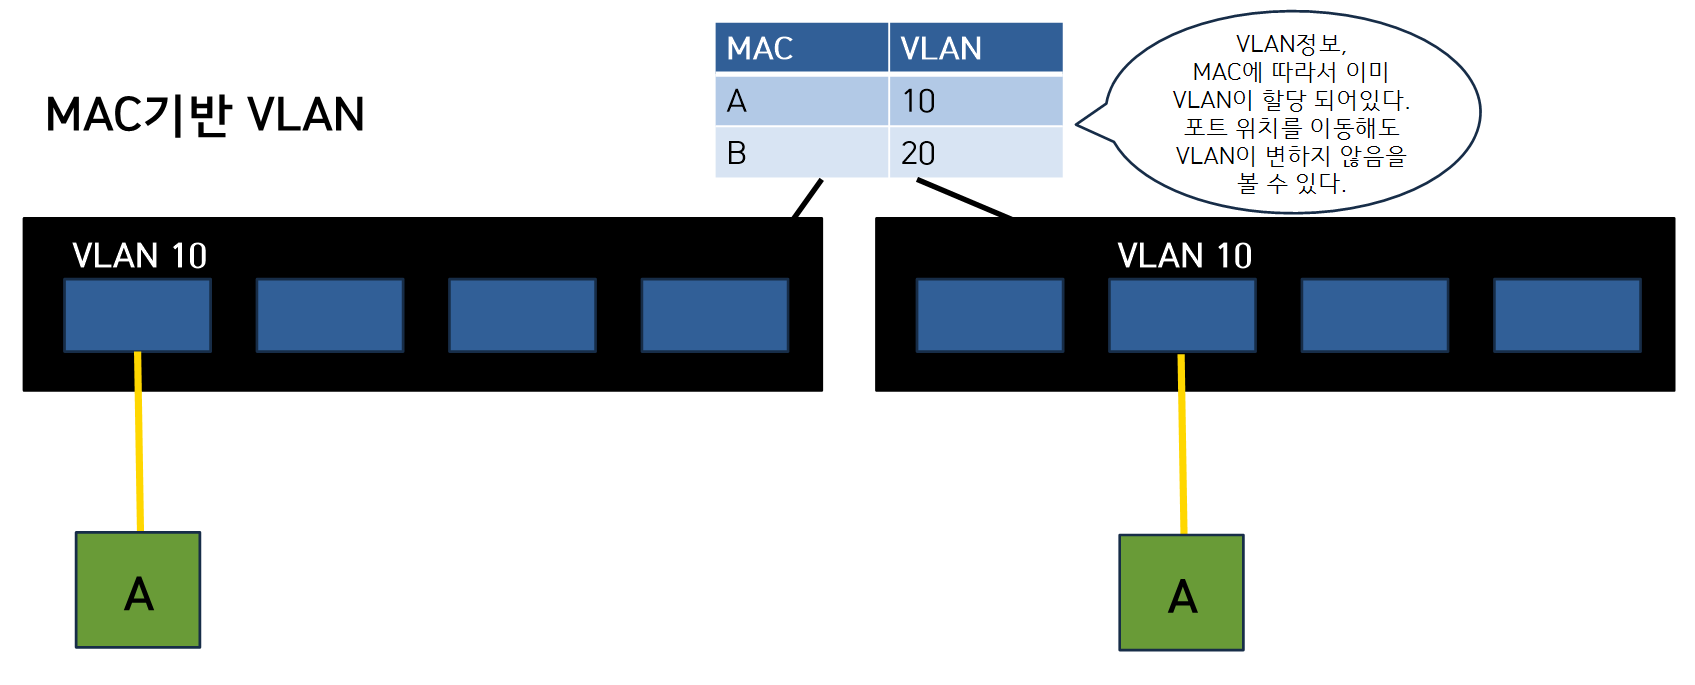 MAC기반 VLAN
MAC VLAN
A 10
B 20
VLAN정보,
MAC에 따라서 이미
VLAN이 할당 되어있다.
포트 위치를 이동해도
VLAN이 변하지 않음을
볼 수 있다.
VLAN 10
VLAN 10
A
A